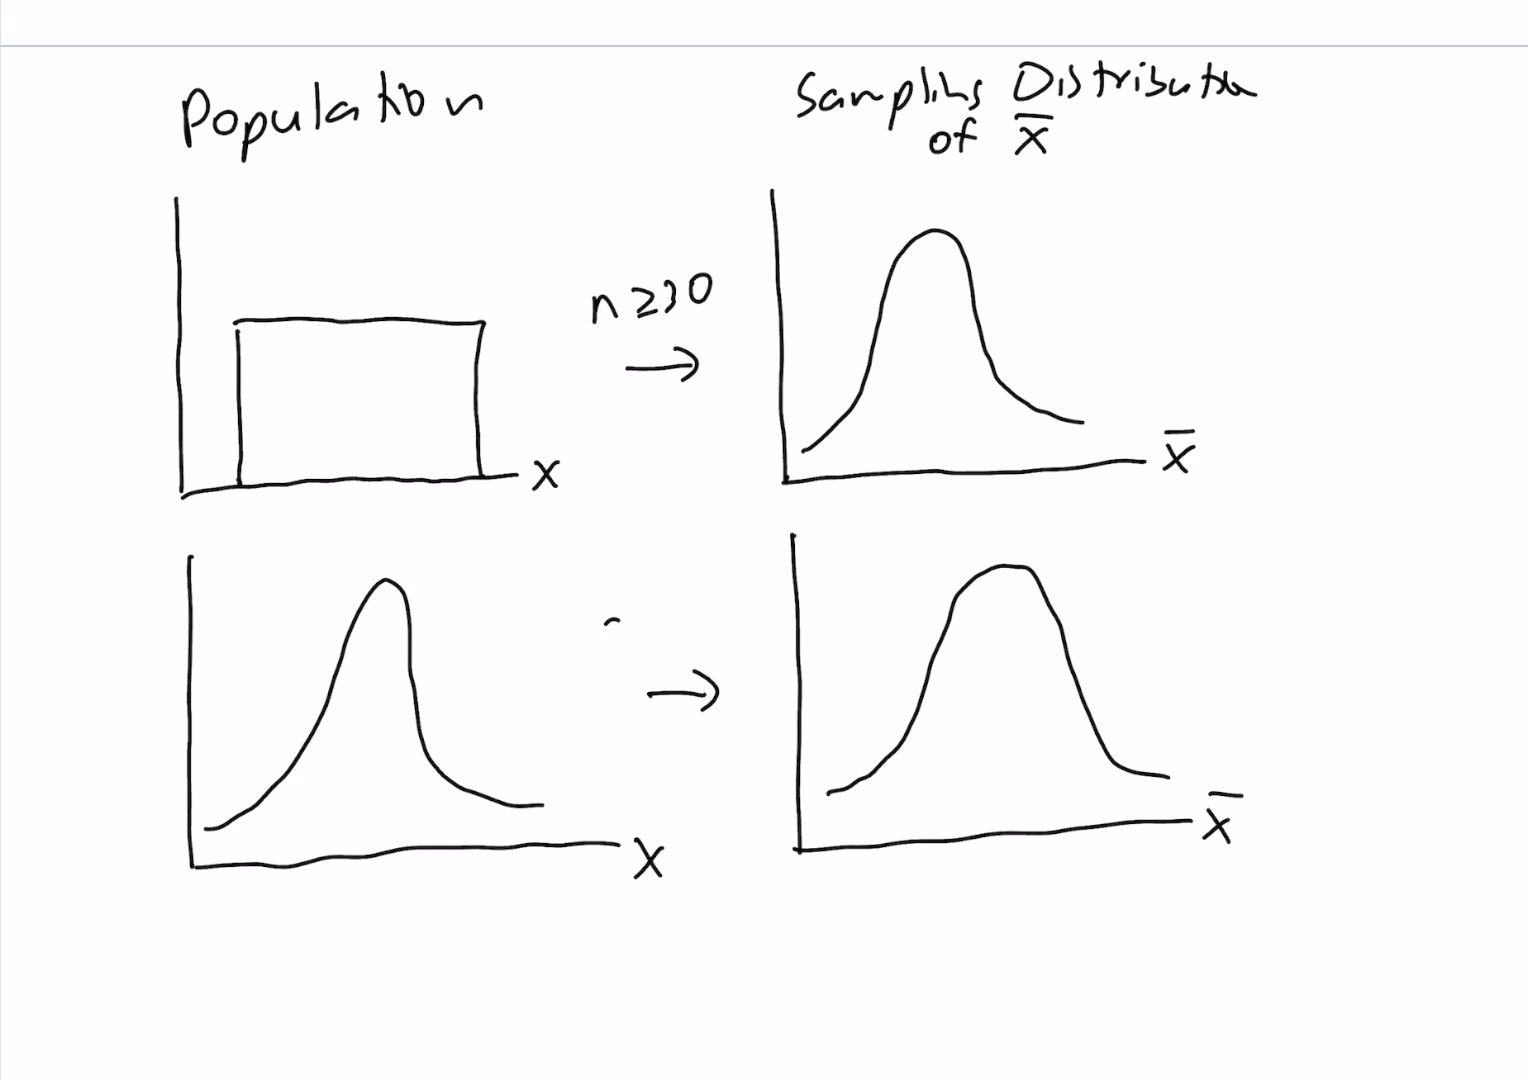 Population
Sampling Distribution
of x̄
n ≥ 30
x
x̄
x
x̄